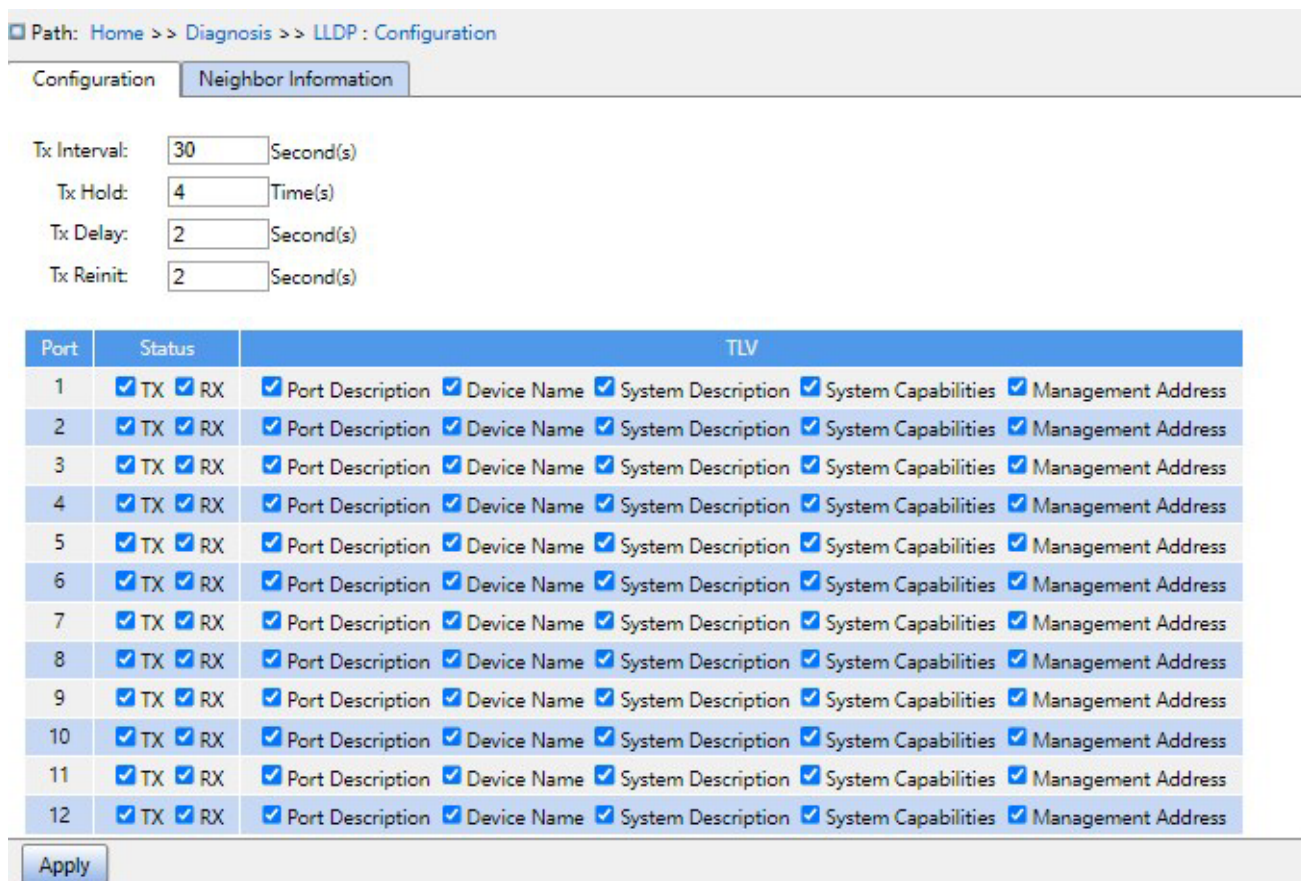 Path: Home >> Diagnosis >> LLDP : Configuration
Configuration Neighbor Information
Tx Interval: 30 Second(s)
Tx Hold: 4 Time(s)
Tx Delay: 2 Second(s)
Tx Reinit: 2 Second(s)
Port Status TLV
1 TX RX Port Description Device Name System Description System Capabilities Management Address
2 TX RX Port Description Device Name System Description System Capabilities Management Address
3 TX RX Port Description Device Name System Description System Capabilities Management Address
4 TX RX Port Description Device Name System Description System Capabilities Management Address
5 TX RX Port Description Device Name System Description System Capabilities Management Address
6 TX RX Port Description Device Name System Description System Capabilities Management Address
7 TX RX Port Description Device Name System Description System Capabilities Management Address
8 TX RX Port Description Device Name System Description System Capabilities Management Address
9 TX RX Port Description Device Name System Description System Capabilities Management Address
10 TX RX Port Description Device Name System Description System Capabilities Management Address
11 TX RX Port Description Device Name System Description System Capabilities Management Address
12 TX RX Port Description Device Name System Description System Capabilities Management Address
Apply